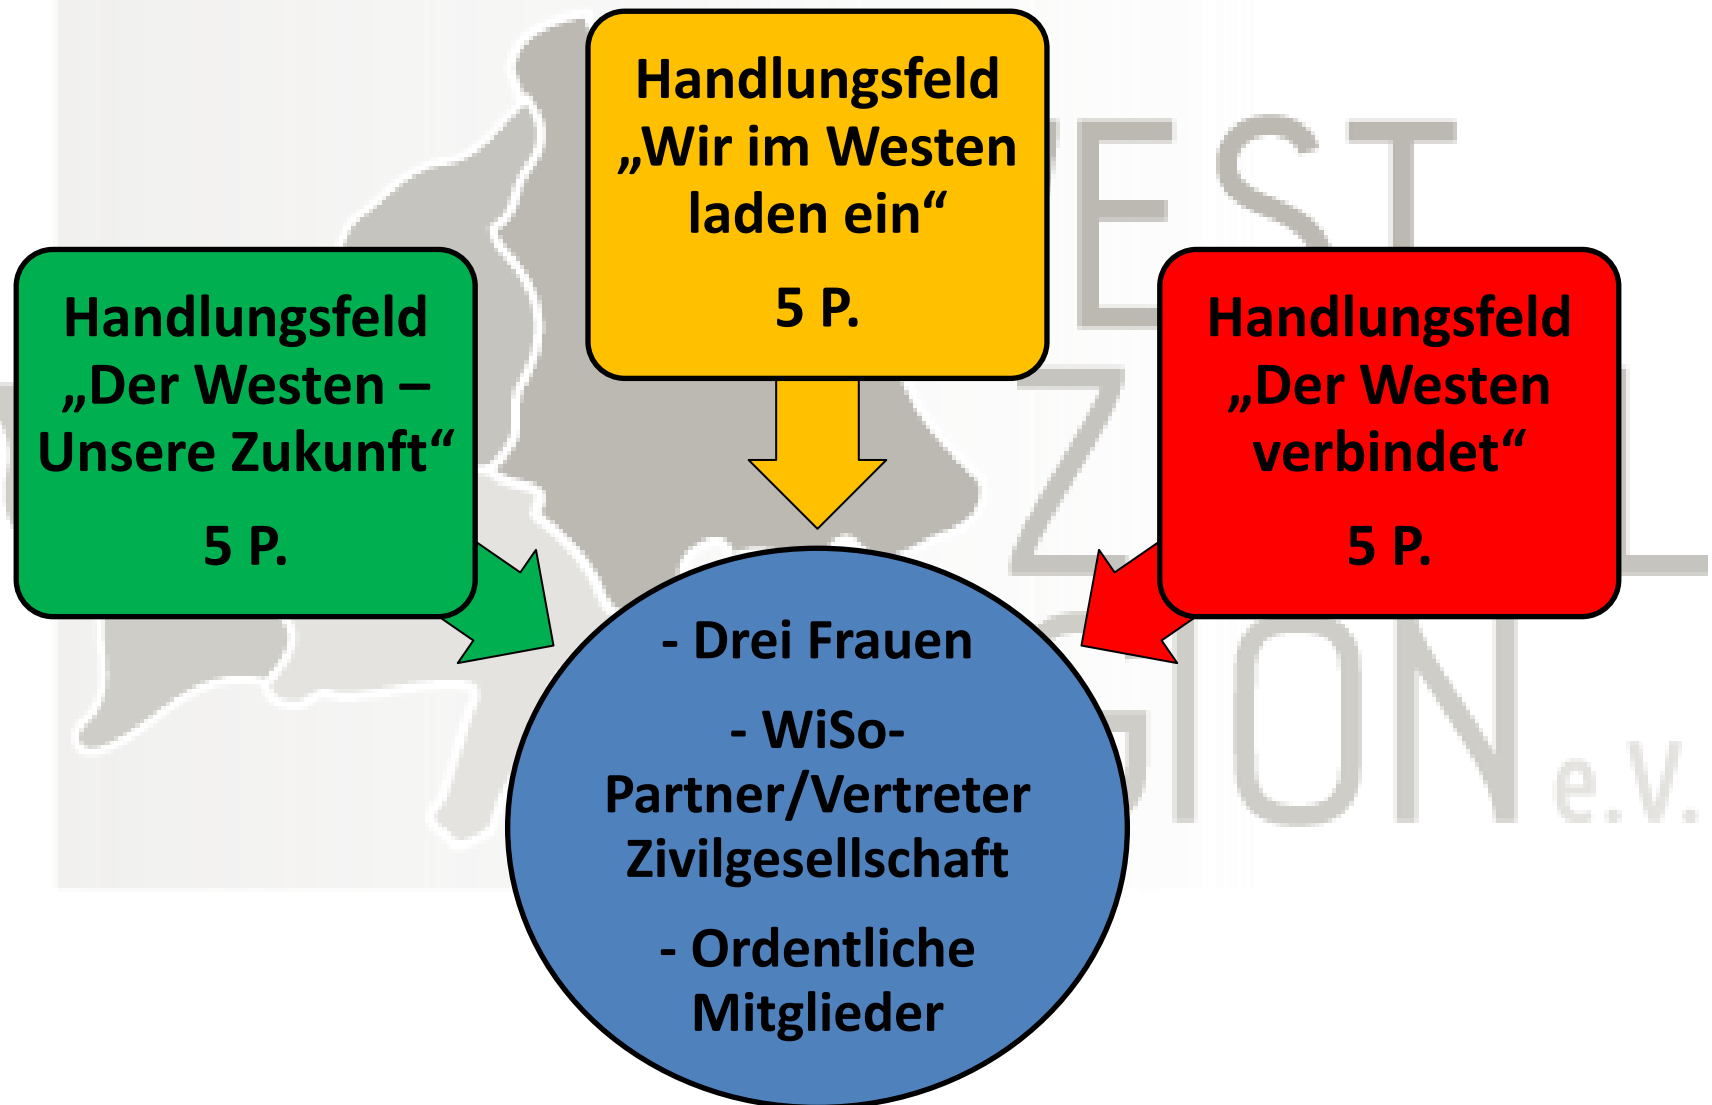 Handlungsfeld
„Wir im Westen
laden ein“
5 P.
Handlungsfeld
„Der Westen –
Unsere Zukunft“
5 P.
Handlungsfeld
„Der Westen
verbindet“
5 P.
- Drei Frauen
- WiSo-
Partner/Vertreter
Zivilgesellschaft
- Ordentliche
Mitglieder
e.V.